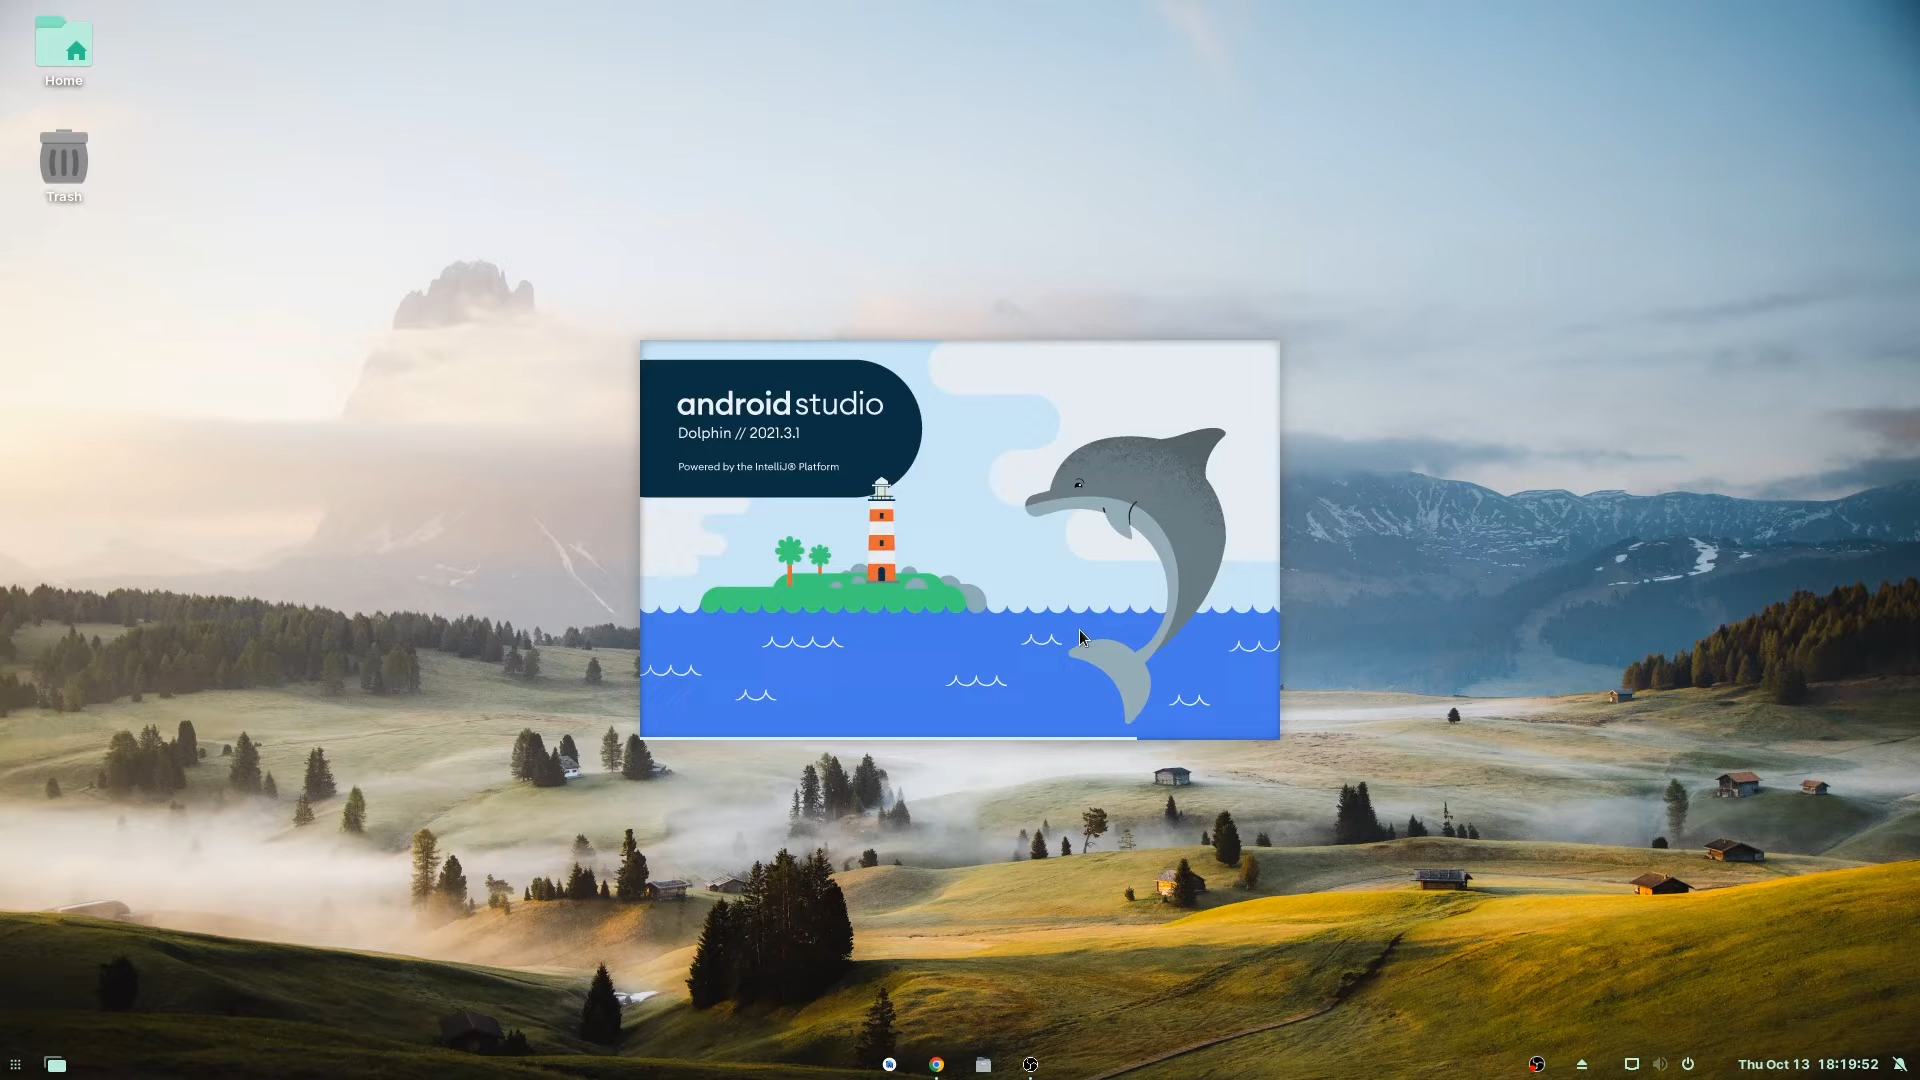 Home
Trash
android studio
Dolphin // 2021.3.1
Powered by the IntelliJ® Platform
Thu Oct 13 18:19:52